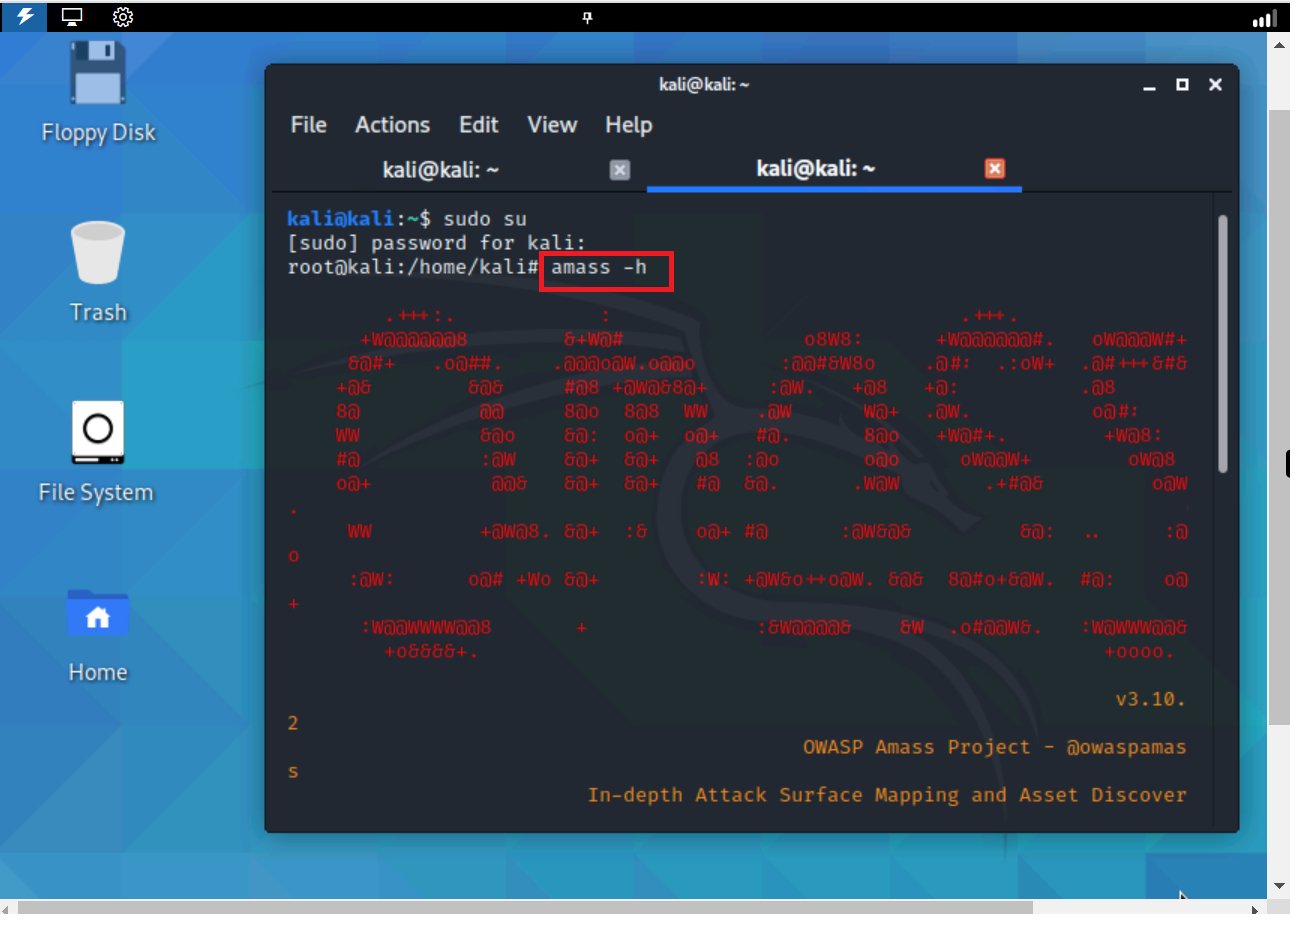 kali@kali: ~
File Actions Edit View Help
kali@kali: ~
kali@kali: ~
Floppy Disk
Trash
File System
Home
kali@kali:~$ sudo su
[sudo] password for kali:
root@kali:/home/kali# amass -h
.+++:. : .+++.
+W@@@@@@8 &+W@# o8W8: +W@@@@@@#. oW@@@W#+
&@#+ .o@##. .@@@o@W.o@@o :@@#&W8o .@#: .:oW+ .@#+++&#&
+@& &@& #@8 +@W@&8@+ :@W. +@8 +@: .@8
8@ @@ 8@o 8@8 WW .@W W@+ .@W. o@#:
WW &@o &@: o@+ o@+ #@. 8@o +W@#+. +W@8:
#@ :@W &@+ &@+ @8 :@o o@o oW@@W+ oW@8
o@+ @@& &@+ &@+ #@ &@. .W@W .+#@& o@W
.
WW +@W@8. &@+ :& o@+ #@ :@W&@& &@: .. :@
o
:@W: o@# +Wo &@+ :W: +@W&o++o@W. &@& 8@#o+&@W. #@: o@
+
:W@@WWWW@@8 + :&W@@@@& &W .o#@@W&. :W@WWW@@&
+o&&&&+. +oooo.
v3.10.
2
OWASP Amass Project - @owaspamas
s
In-depth Attack Surface Mapping and Asset Discover